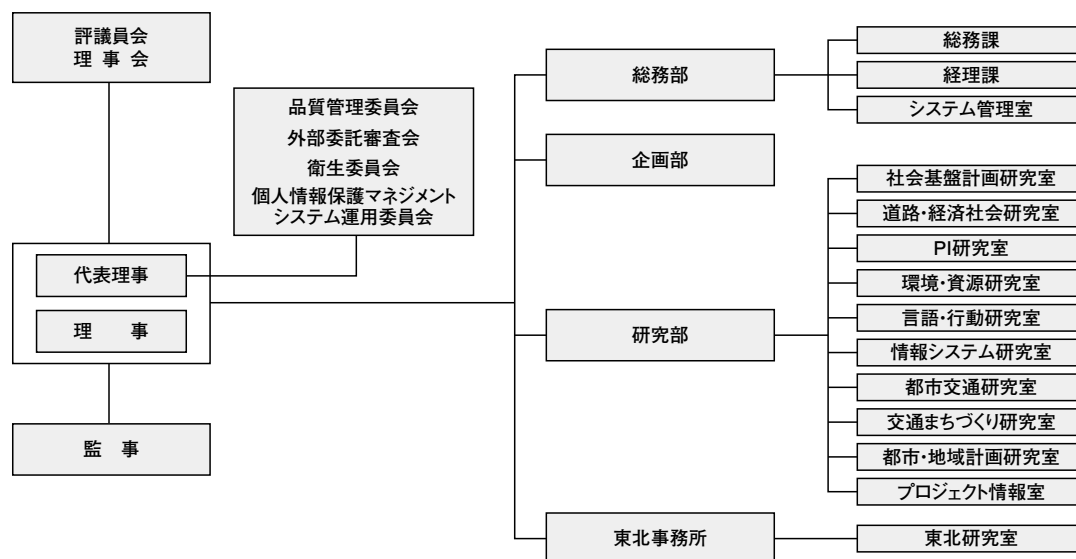 評議員会
理 事 会
代表理事
理　　事
監　事
品質管理委員会
外部委託審査会
衛生委員会
個人情報保護マネジメント
システム運用委員会
総務部
総務課
経理課
システム管理室
企画部
研究部
社会基盤計画研究室
道路・経済社会研究室
PI研究室
環境・資源研究室
言語・行動研究室
情報システム研究室
都市交通研究室
交通まちづくり研究室
都市・地域計画研究室
プロジェクト情報室
東北事務所
東北研究室